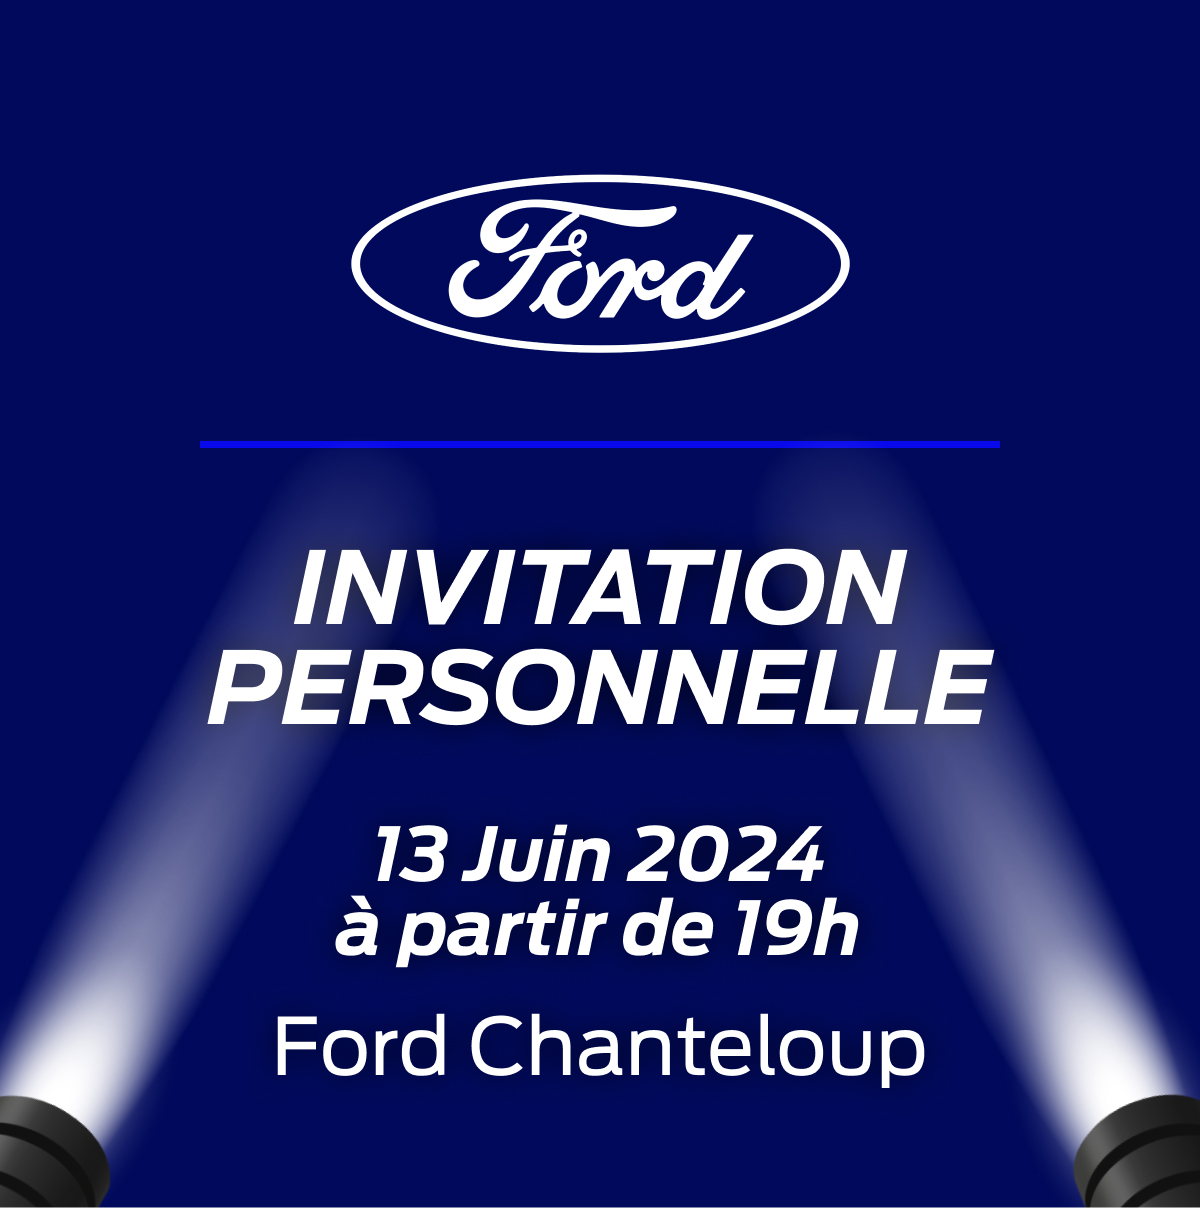 Ford
INVITATION
PERSONNELLE
13 Juin 2024
à partir de 19h
Ford Chanteloup